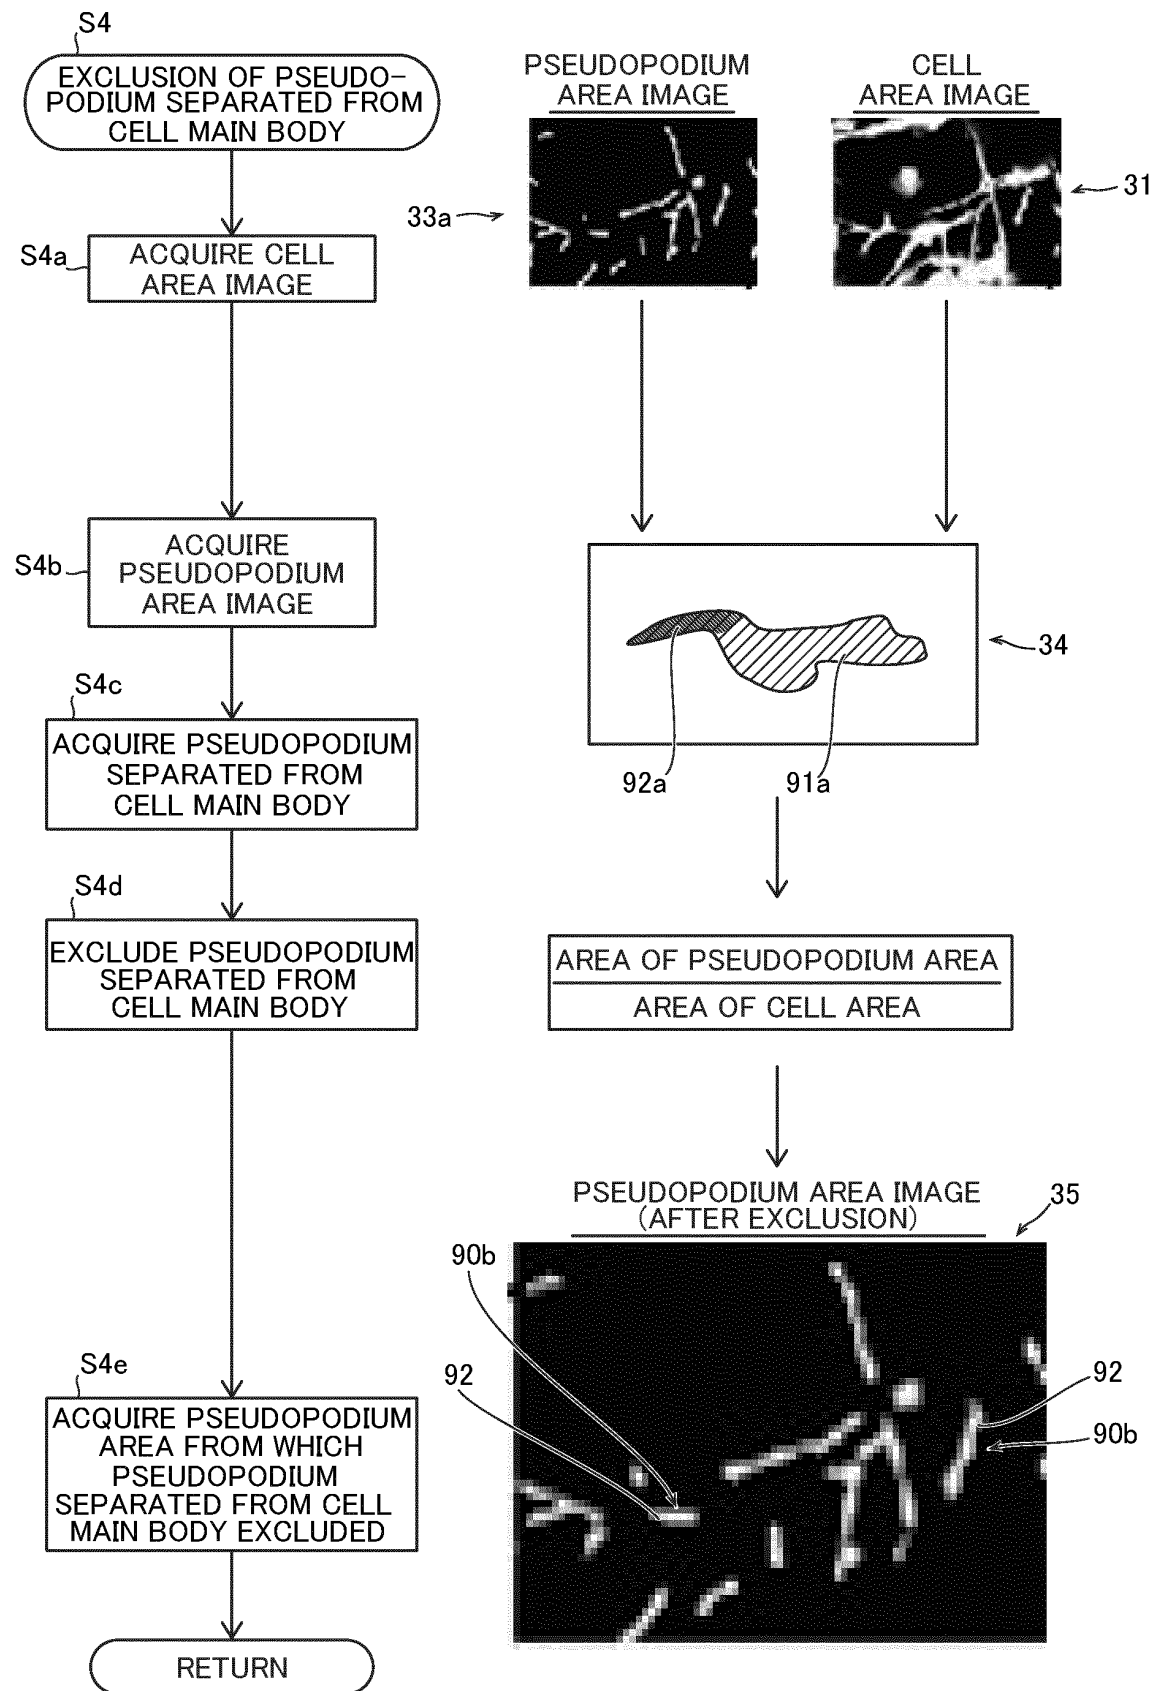 S4
EXCLUSION OF PSEUDO-
PODIUM SEPARATED FROM
CELL MAIN BODY
S4a
ACQUIRE CELL
AREA IMAGE
S4b
ACQUIRE
PSEUDOPODIUM
AREA IMAGE
S4c
ACQUIRE PSEUDOPODIUM
SEPARATED FROM
CELL MAIN BODY
S4d
EXCLUDE PSEUDOPODIUM
SEPARATED FROM
CELL MAIN BODY
S4e
ACQUIRE PSEUDOPODIUM
AREA FROM WHICH
PSEUDOPODIUM
SEPARATED FROM CELL
MAIN BODY EXCLUDED
RETURN
PSEUDOPODIUM
AREA IMAGE
33a
CELL
AREA IMAGE
31
34
92a
91a
AREA OF PSEUDOPODIUM AREA
AREA OF CELL AREA
PSEUDOPODIUM AREA IMAGE
(AFTER EXCLUSION)
35
90b
92
92
90b